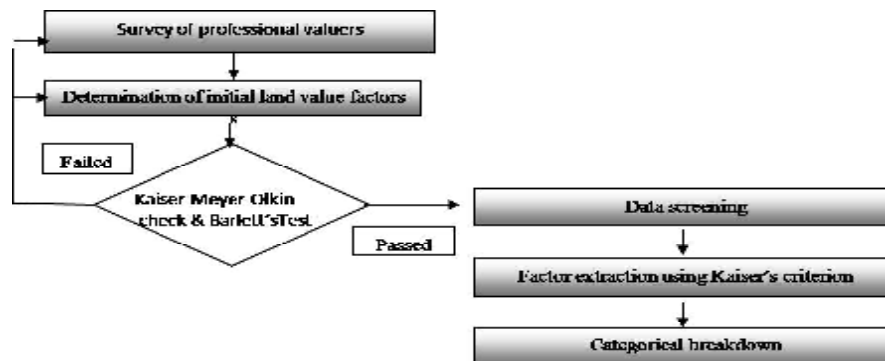 Survey of professional valuers
Determination of initial land value factors
Failed
Kaiser Meyer Olkin
check & Barlett'sTest
Passed
Data screening
Factor extraction using Kaiser's criterion
Categorical breakdown